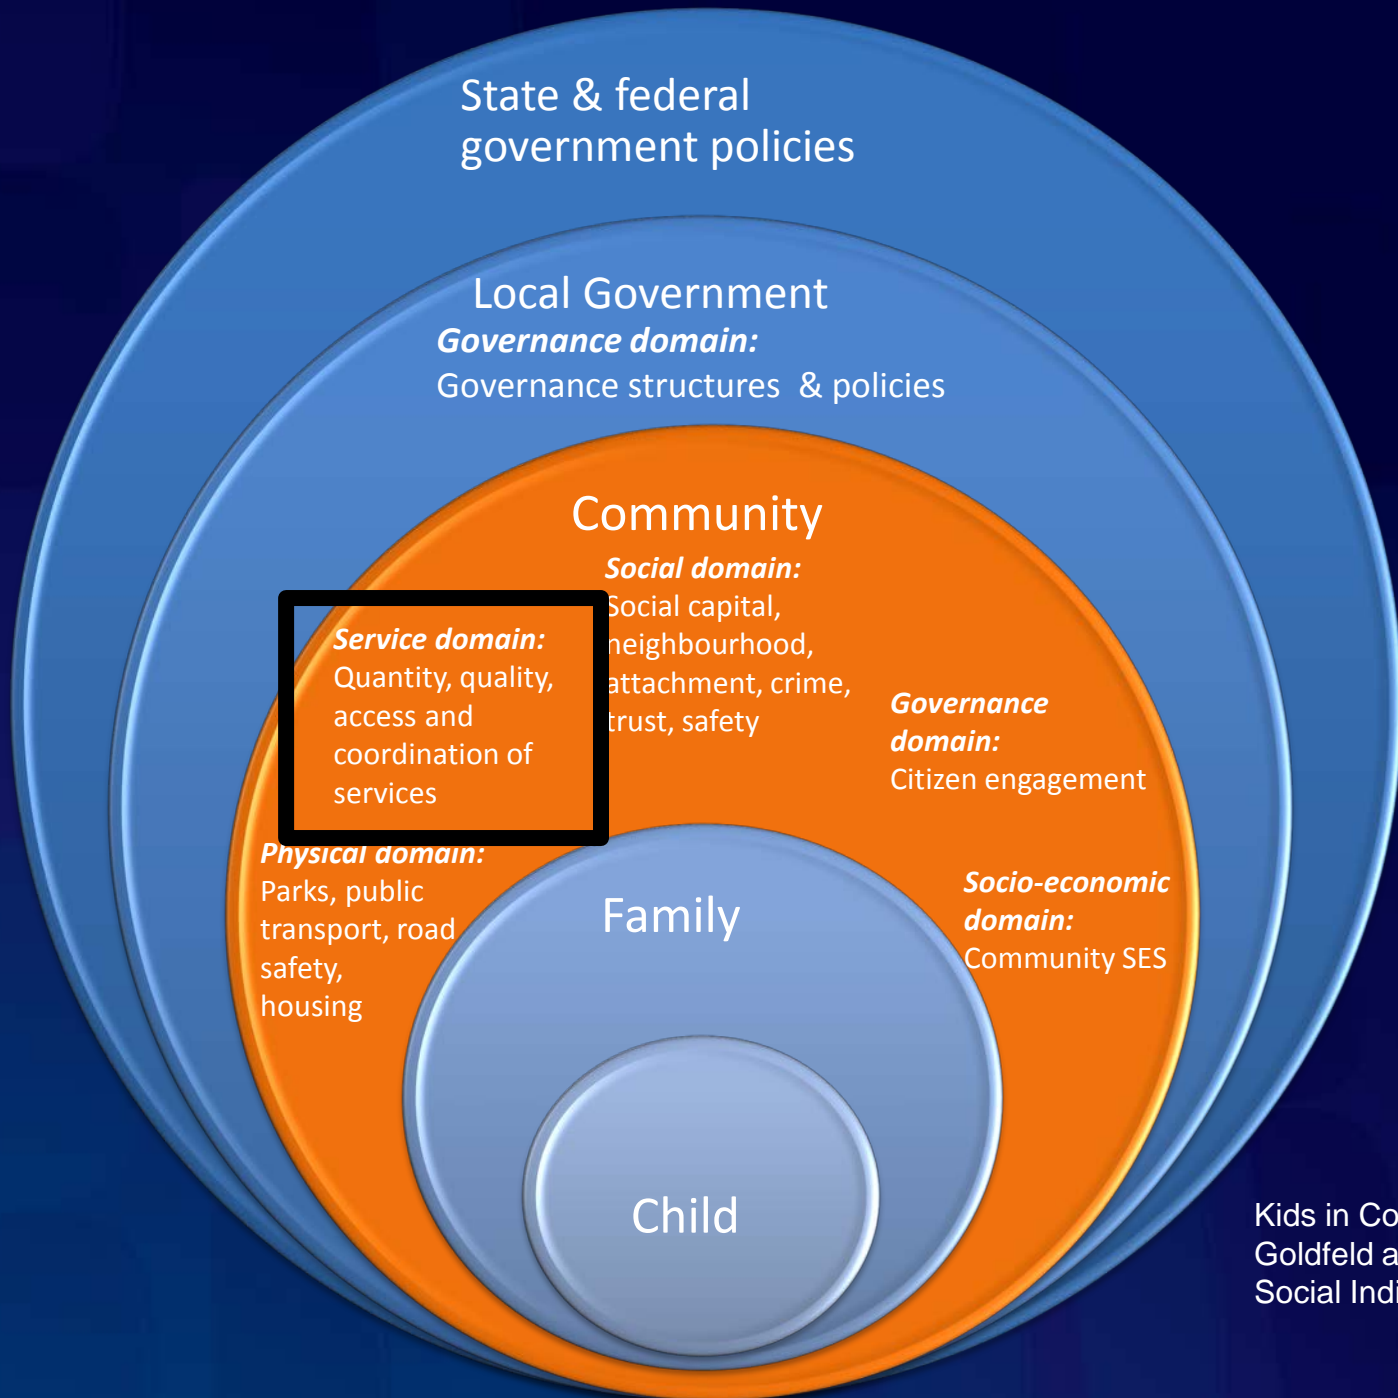 State & federal
government policies
Local Government
Governance domain:
Governance structures & policies
Community
Social domain:
Social capital,
neighbourhood,
attachment, crime,
trust, safety
Service domain:
Quantity, quality,
access and
coordination of
services
Governance
domain:
Citizen engagement
Physical domain:
Parks, public
transport, road
safety,
housing
Socio-economic
domain:
Community SES
Family
Child
Kids in Co
Goldfeld a
Social Indi